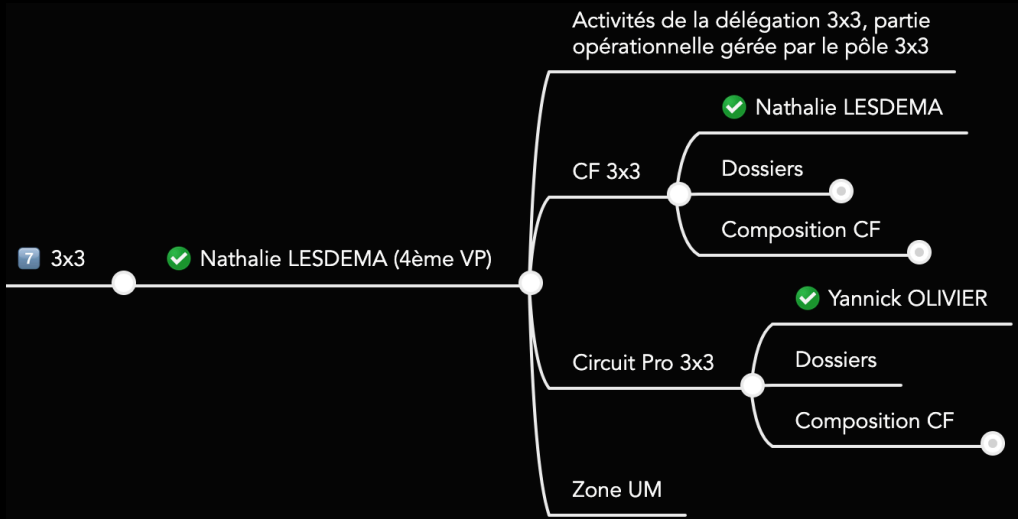 Activités de la délégation 3x3, partie
opérationnelle gérée par le pôle 3x3
Nathalie LESDEMA
CF 3x3
Dossiers
Composition CF
7 3x3
Nathalie LESDEMA (4ème VP)
Yannick OLIVIER
Circuit Pro 3x3
Dossiers
Composition CF
Zone UM